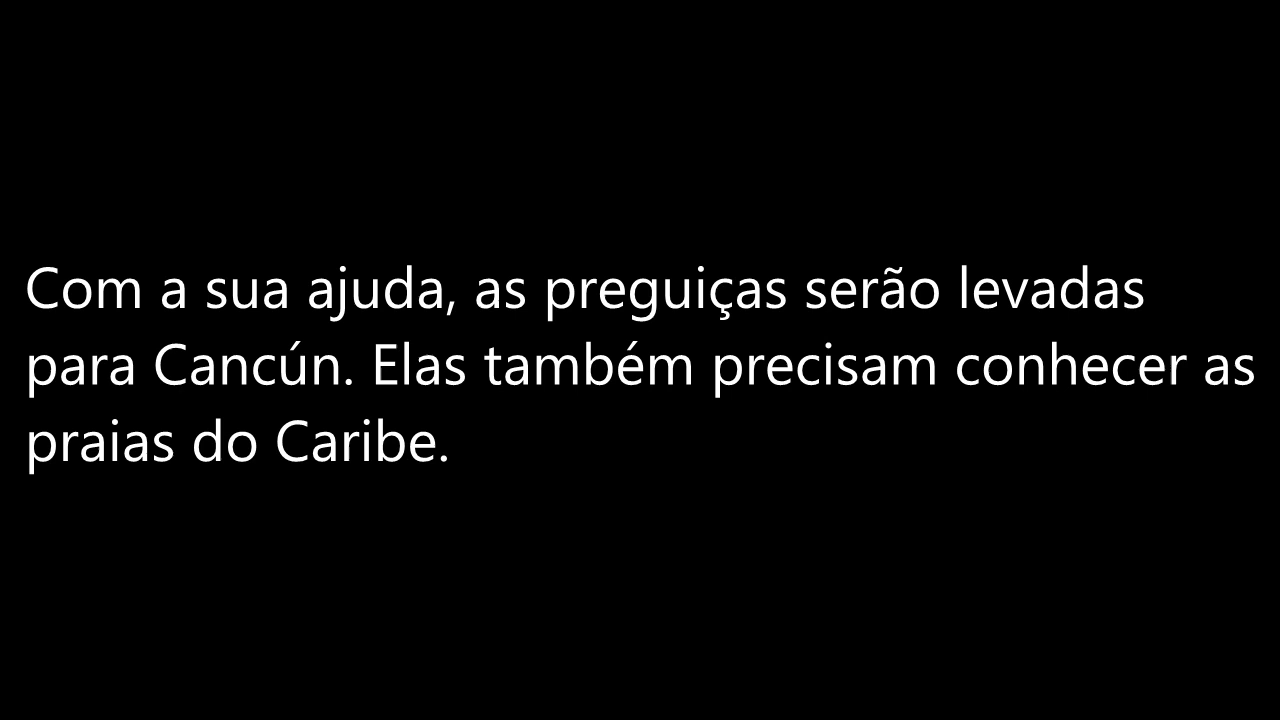 Com a sua ajuda, as preguiças serão levadas
para Cancún. Elas também precisam conhecer as
praias do Caribe.